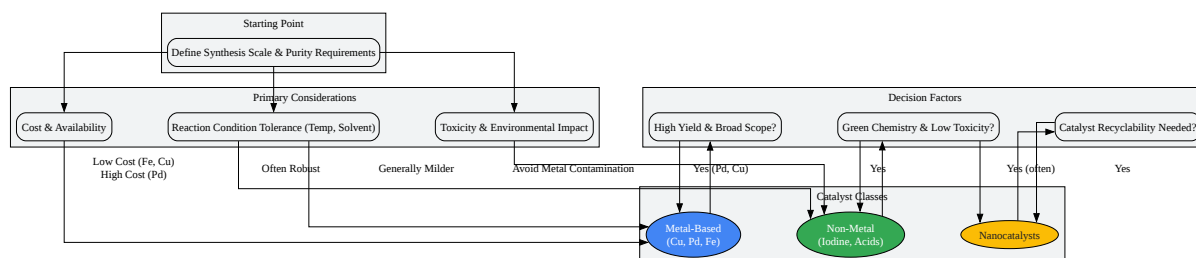 Starting Point
Define Synthesis Scale & Purity Requirements
Primary Considerations
Cost & Availability
Reaction Condition Tolerance (Temp, Solvent)
Toxicity & Environmental Impact
Decision Factors
High Yield & Broad Scope?
Green Chemistry & Low Toxicity?
Catalyst Recyclability Needed?
Low Cost (Fe, Cu)
High Cost (Pd)
Often Robust
Generally Milder
Avoid Metal Contamination
Yes (Pd, Cu)
Yes
Yes (often)
Yes
Catalyst Classes
Metal-Based
(Cu, Pd, Fe)
Non-Metal
(Iodine, Acids)
Nanocatalysts